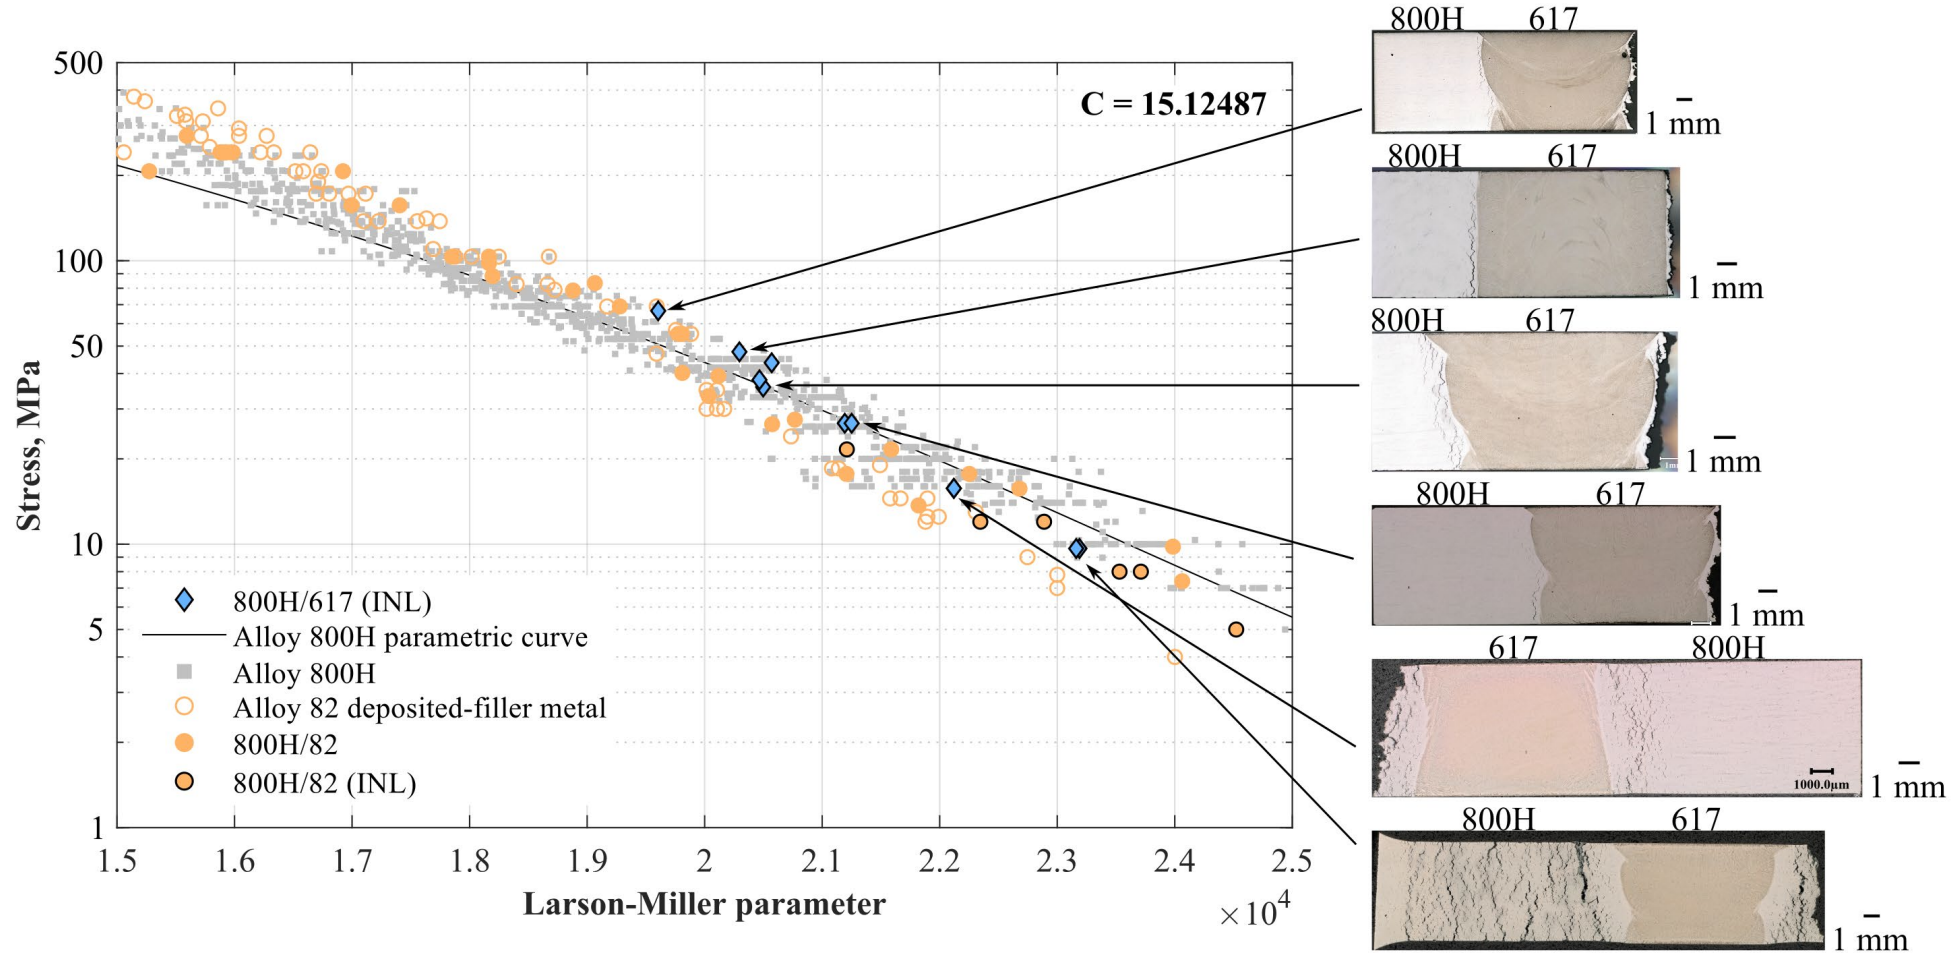 500
100
50
10
5
1
Stress, MPa
C = 15.12487
800H/617 (INL)
Alloy 800H parametric curve
Alloy 800H
Alloy 82 deposited-filler metal
800H/82
800H/82 (INL)
1.5 1.6 1.7 1.8 1.9 2 2.1 2.2 2.3 2.4 2.5
Larson-Miller parameter
×10⁴
800H 617
1 mm
800H 617
1 mm
800H 617
1 mm
800H 617
1 mm
617 800H
1000.0µm
1 mm
800H 617
1 mm